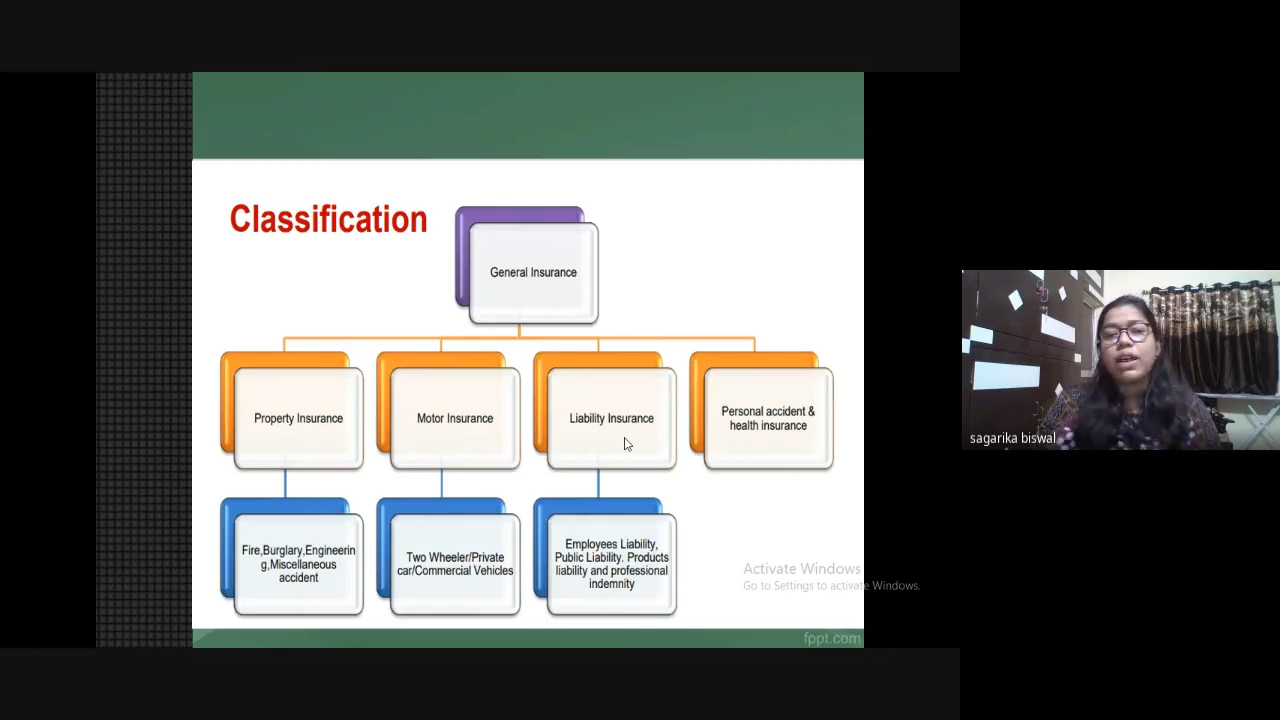 Classification
General Insurance
Property Insurance
Motor Insurance
Liability Insurance
Personal accident &
health insurance
Fire,Burglary,Engineerin
g,Miscellaneous
accident
Two Wheeler/Private
car/Commercial Vehicles
Employees Liability,
Public Liability. Products
liability and professional
indemnity
Activate Windows
Go to Settings to activate Windows.
fppt.com
sagarika biswal